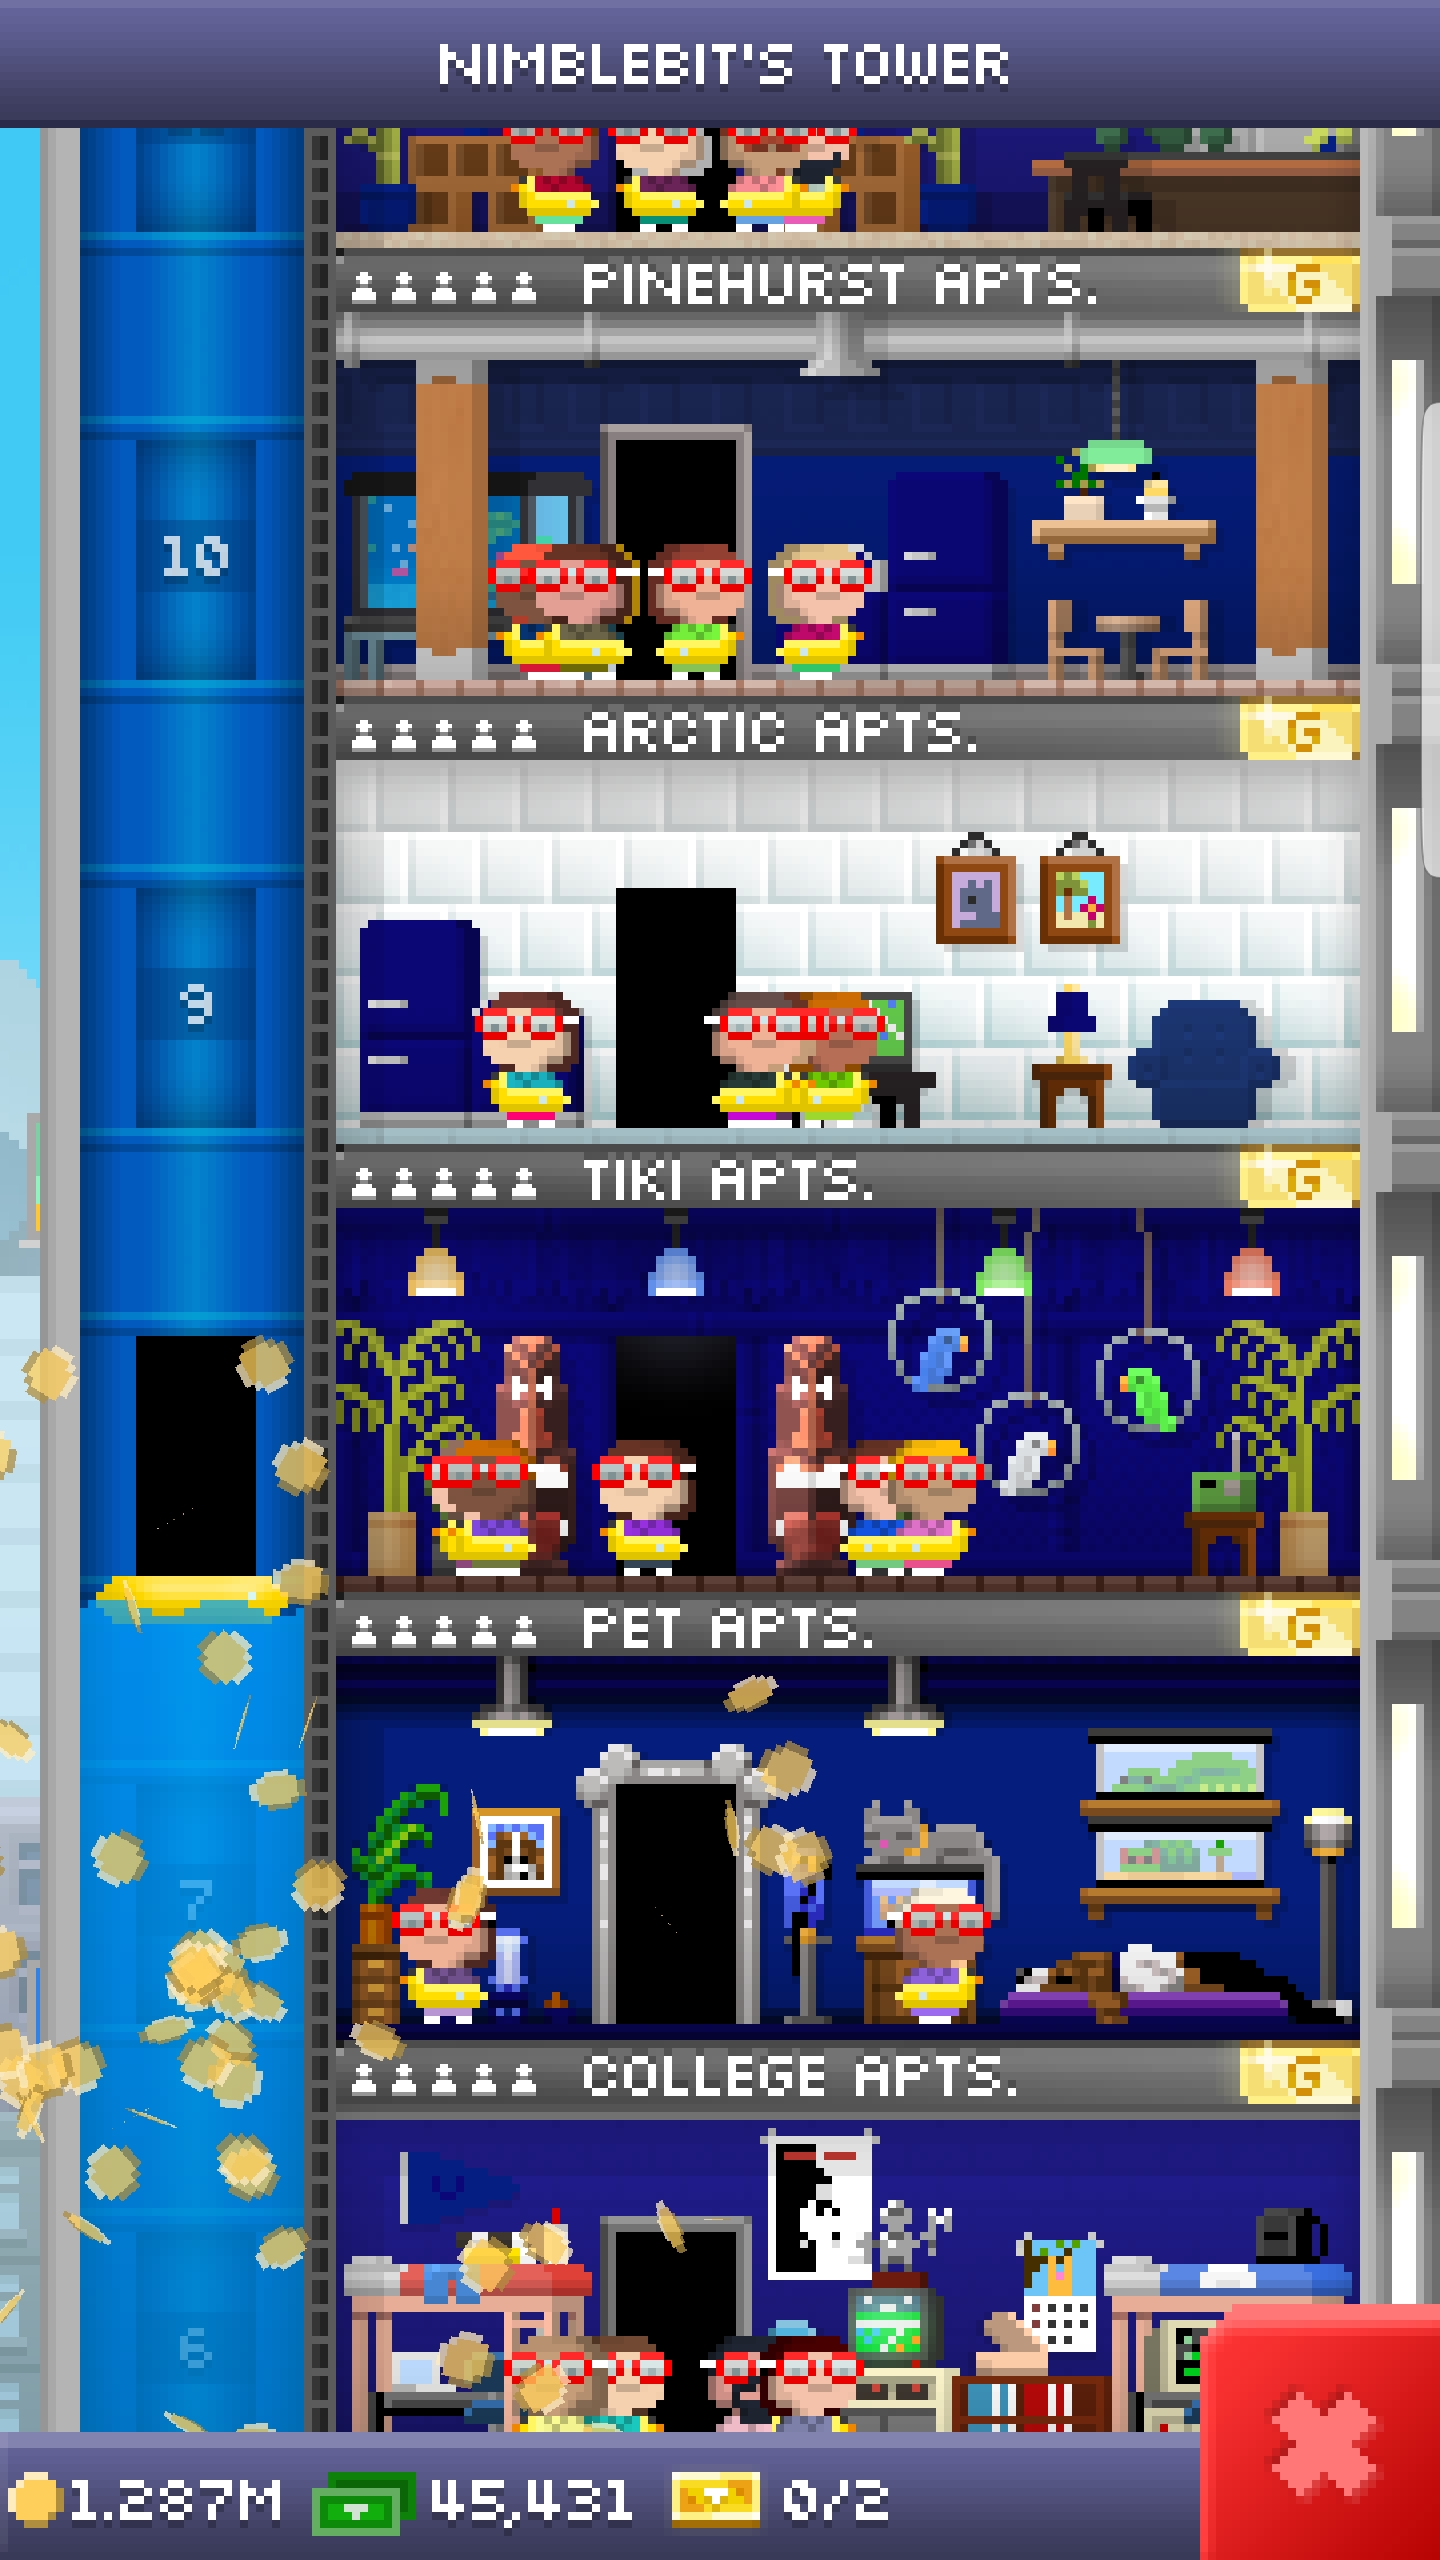 NIMBLEBIT'S TOWER
PINEHURST APTS. G
10
ARCTIC APTS. G
9
TIKI APTS. G
PET APTS. G
7
COLLEGE APTS. G
6
1.287M 45,431 0/2